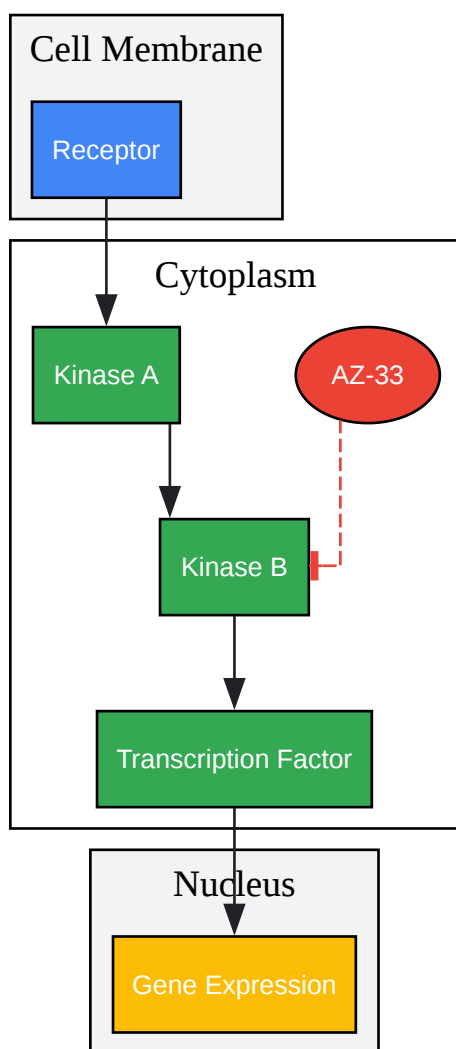 Cell Membrane
Receptor
Cytoplasm
Kinase A
AZ-33
Kinase B
Transcription Factor
Nucleus
Gene Expression